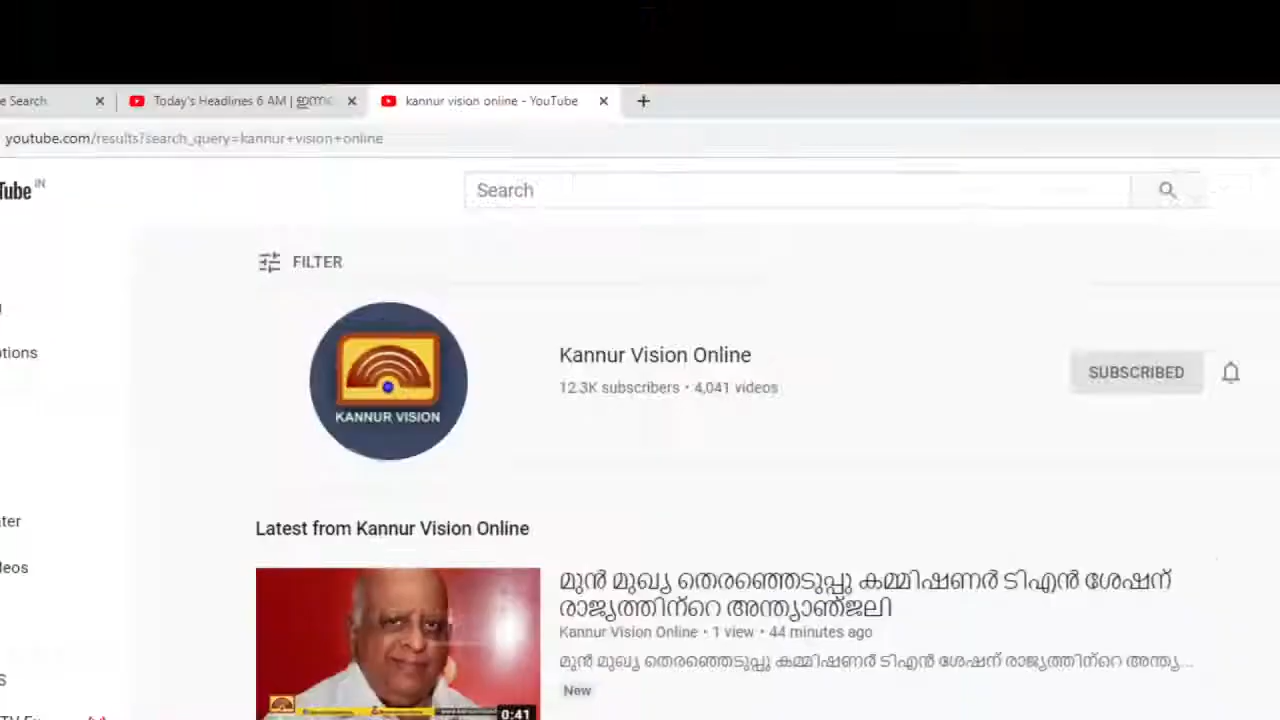 e Search
Today's Headlines 6 AM |
kannur vision online - YouTube
youtube.com/results?search_query=kannur+vision+online
Tube IN
Search
FILTER
KANNUR VISION
Kannur Vision Online
12.3K subscribers • 4,041 videos
SUBSCRIBED
Latest from Kannur Vision Online
മുൻ മുഖ്യ തെരഞ്ഞെടുപ്പു കമ്മിഷണർ ടിഎൻ ശേഷന്
രാജ്യത്തിന്റെ അന്ത്യാഞ്ജലി
Kannur Vision Online • 1 view • 44 minutes ago
മുൻ മുഖ്യ തെരഞ്ഞെടുപ്പു കമ്മിഷണർ ടിഎൻ ശേഷന് രാജ്യത്തിന്റെ അന്ത്യ...
New
0:41